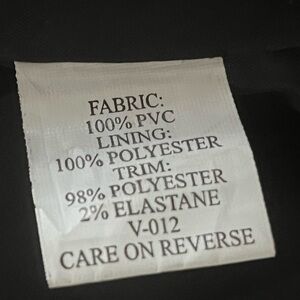 FABRIC:
100% PVC
LINING:
100% POLYESTER
TRIM:
98% POLYESTER
2% ELASTANE
V-012
CARE ON REVERSE